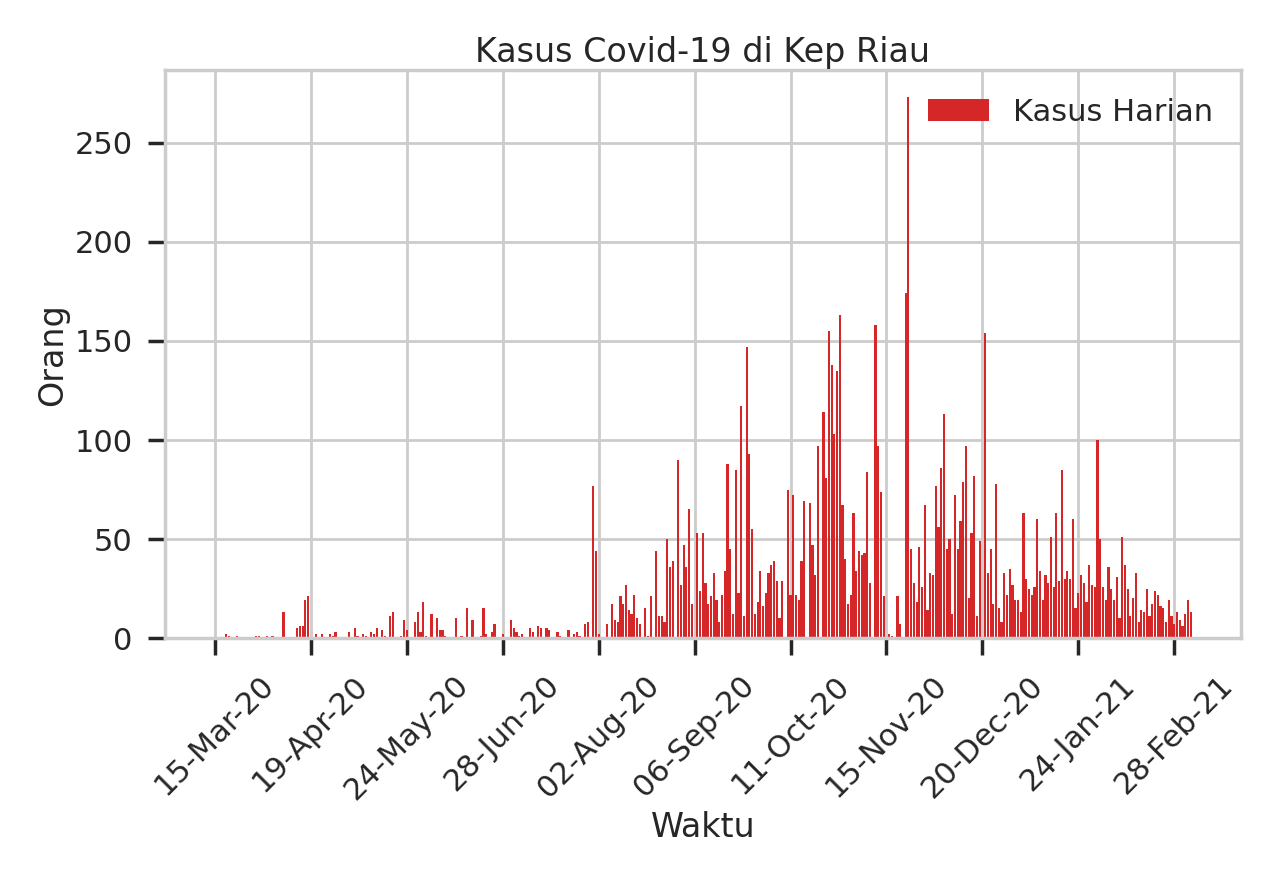 Kasus Covid-19 di Kep Riau
Kasus Harian
Orang
250
200
150
100
50
0
15-Mar-20
19-Apr-20
24-May-20
28-Jun-20
02-Aug-20
06-Sep-20
11-Oct-20
15-Nov-20
20-Dec-20
24-Jan-21
28-Feb-21
Waktu